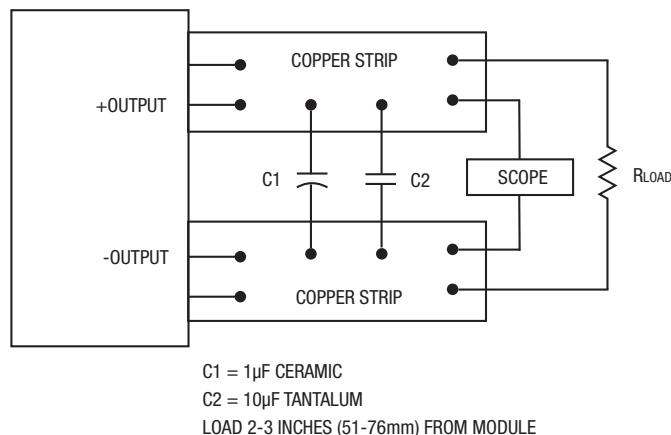 COPPER STRIP
+OUTPUT
C1
C2
SCOPE
RLOAD
-OUTPUT
COPPER STRIP
C1 = 1µF CERAMIC
C2 = 10µF TANTALUM
LOAD 2-3 INCHES (51-76mm) FROM MODULE